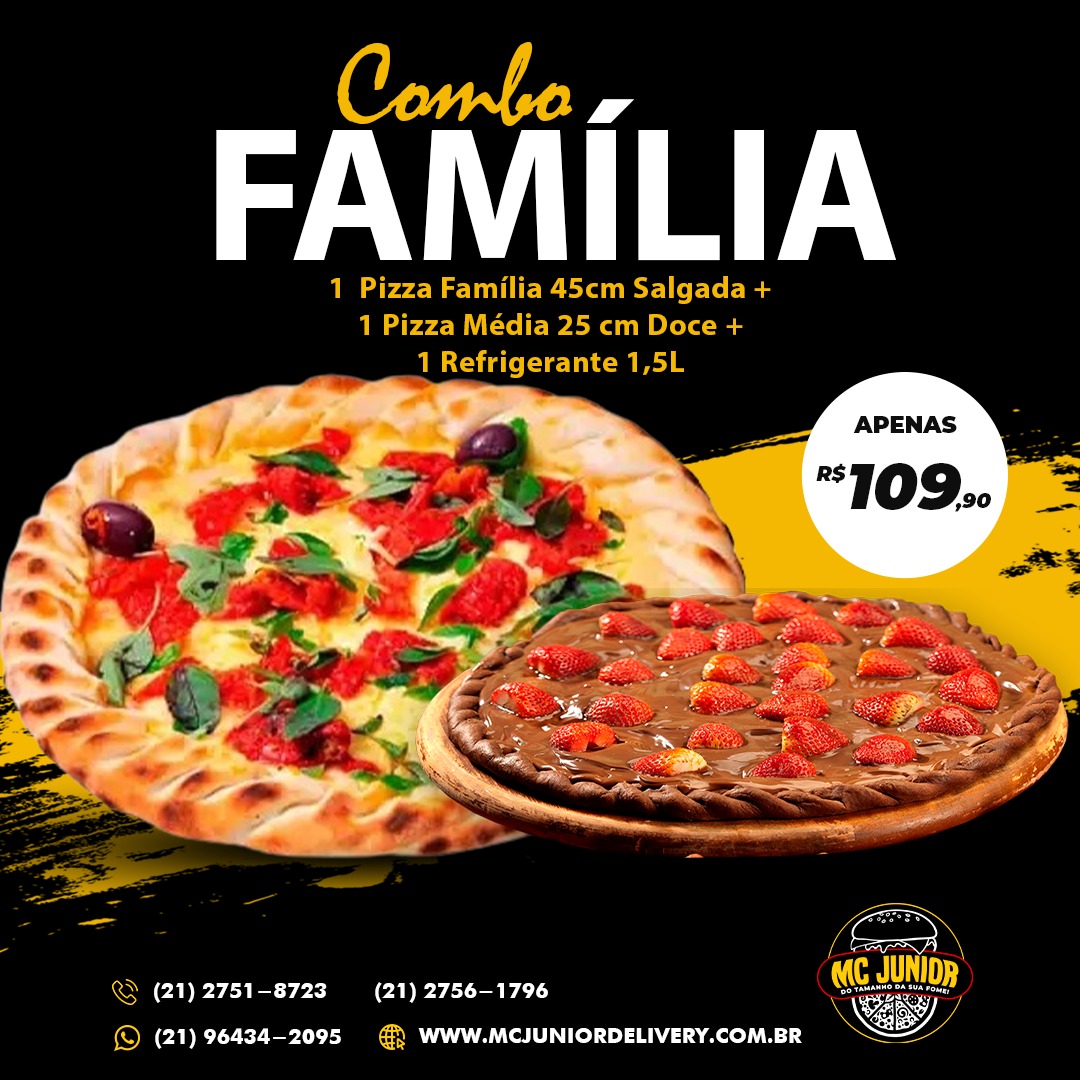 Combo
FAMÍLIA
1 Pizza Família 45cm Salgada +
1 Pizza Média 25 cm Doce +
1 Refrigerante 1,5L
APENAS
R$109,90
MC JUNIOR
DO TAMANHO DA SUA FOME!
(21) 2751-8723 (21) 2756-1796
(21) 96434-2095 WWW.MCJUNIORDELIVERY.COM.BR